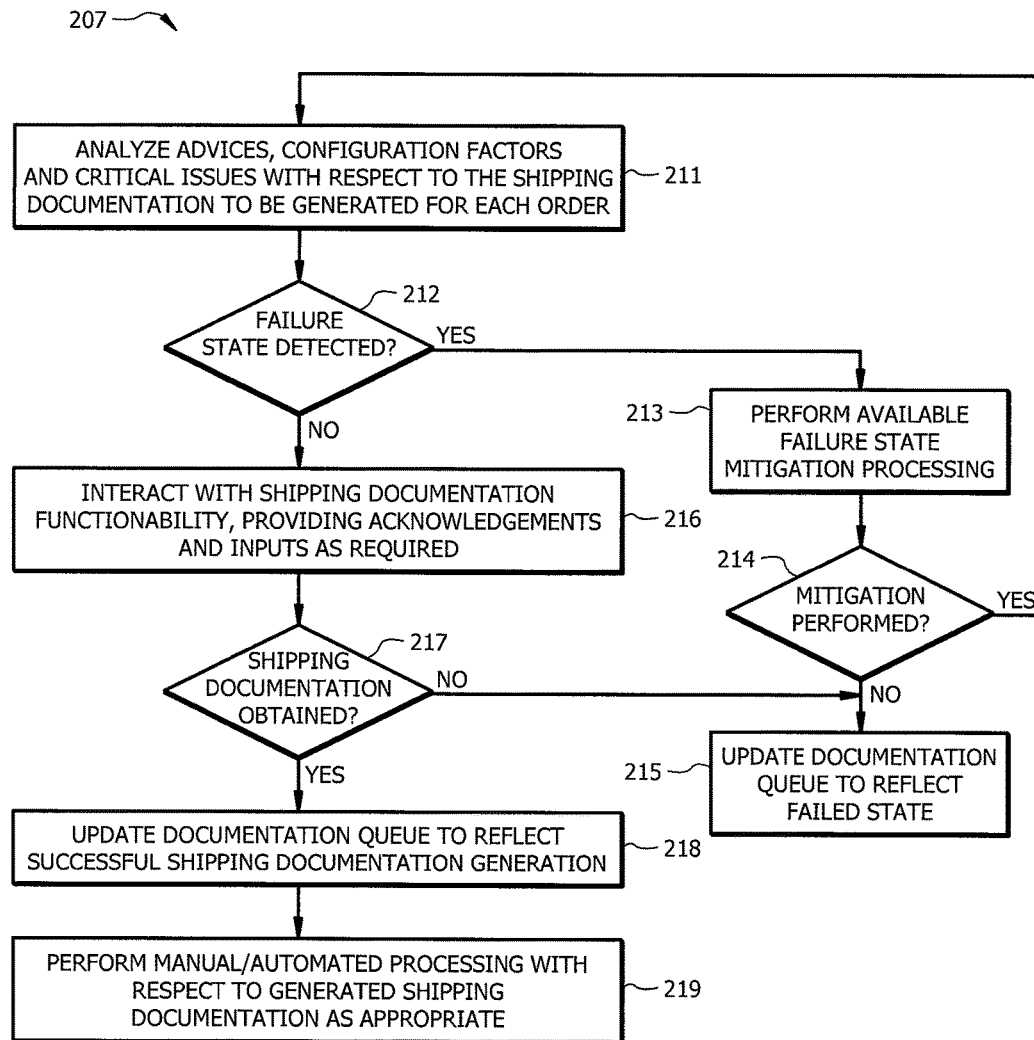 207
ANALYZE ADVICES, CONFIGURATION FACTORS
AND CRITICAL ISSUES WITH RESPECT TO THE SHIPPING
DOCUMENTATION TO BE GENERATED FOR EACH ORDER
211
212
FAILURE
STATE DETECTED?
YES
NO
213
PERFORM AVAILABLE
FAILURE STATE
MITIGATION PROCESSING
INTERACT WITH SHIPPING DOCUMENTATION
FUNCTIONABILITY, PROVIDING ACKNOWLEDGEMENTS
AND INPUTS AS REQUIRED
216
214
MITIGATION
PERFORMED?
YES
NO
217
SHIPPING
DOCUMENTATION
OBTAINED?
NO
YES
215
UPDATE DOCUMENTATION
QUEUE TO REFLECT
FAILED STATE
UPDATE DOCUMENTATION QUEUE TO REFLECT
SUCCESSFUL SHIPPING DOCUMENTATION GENERATION
218
PERFORM MANUAL/AUTOMATED PROCESSING WITH
RESPECT TO GENERATED SHIPPING
DOCUMENTATION AS APPROPRIATE
219